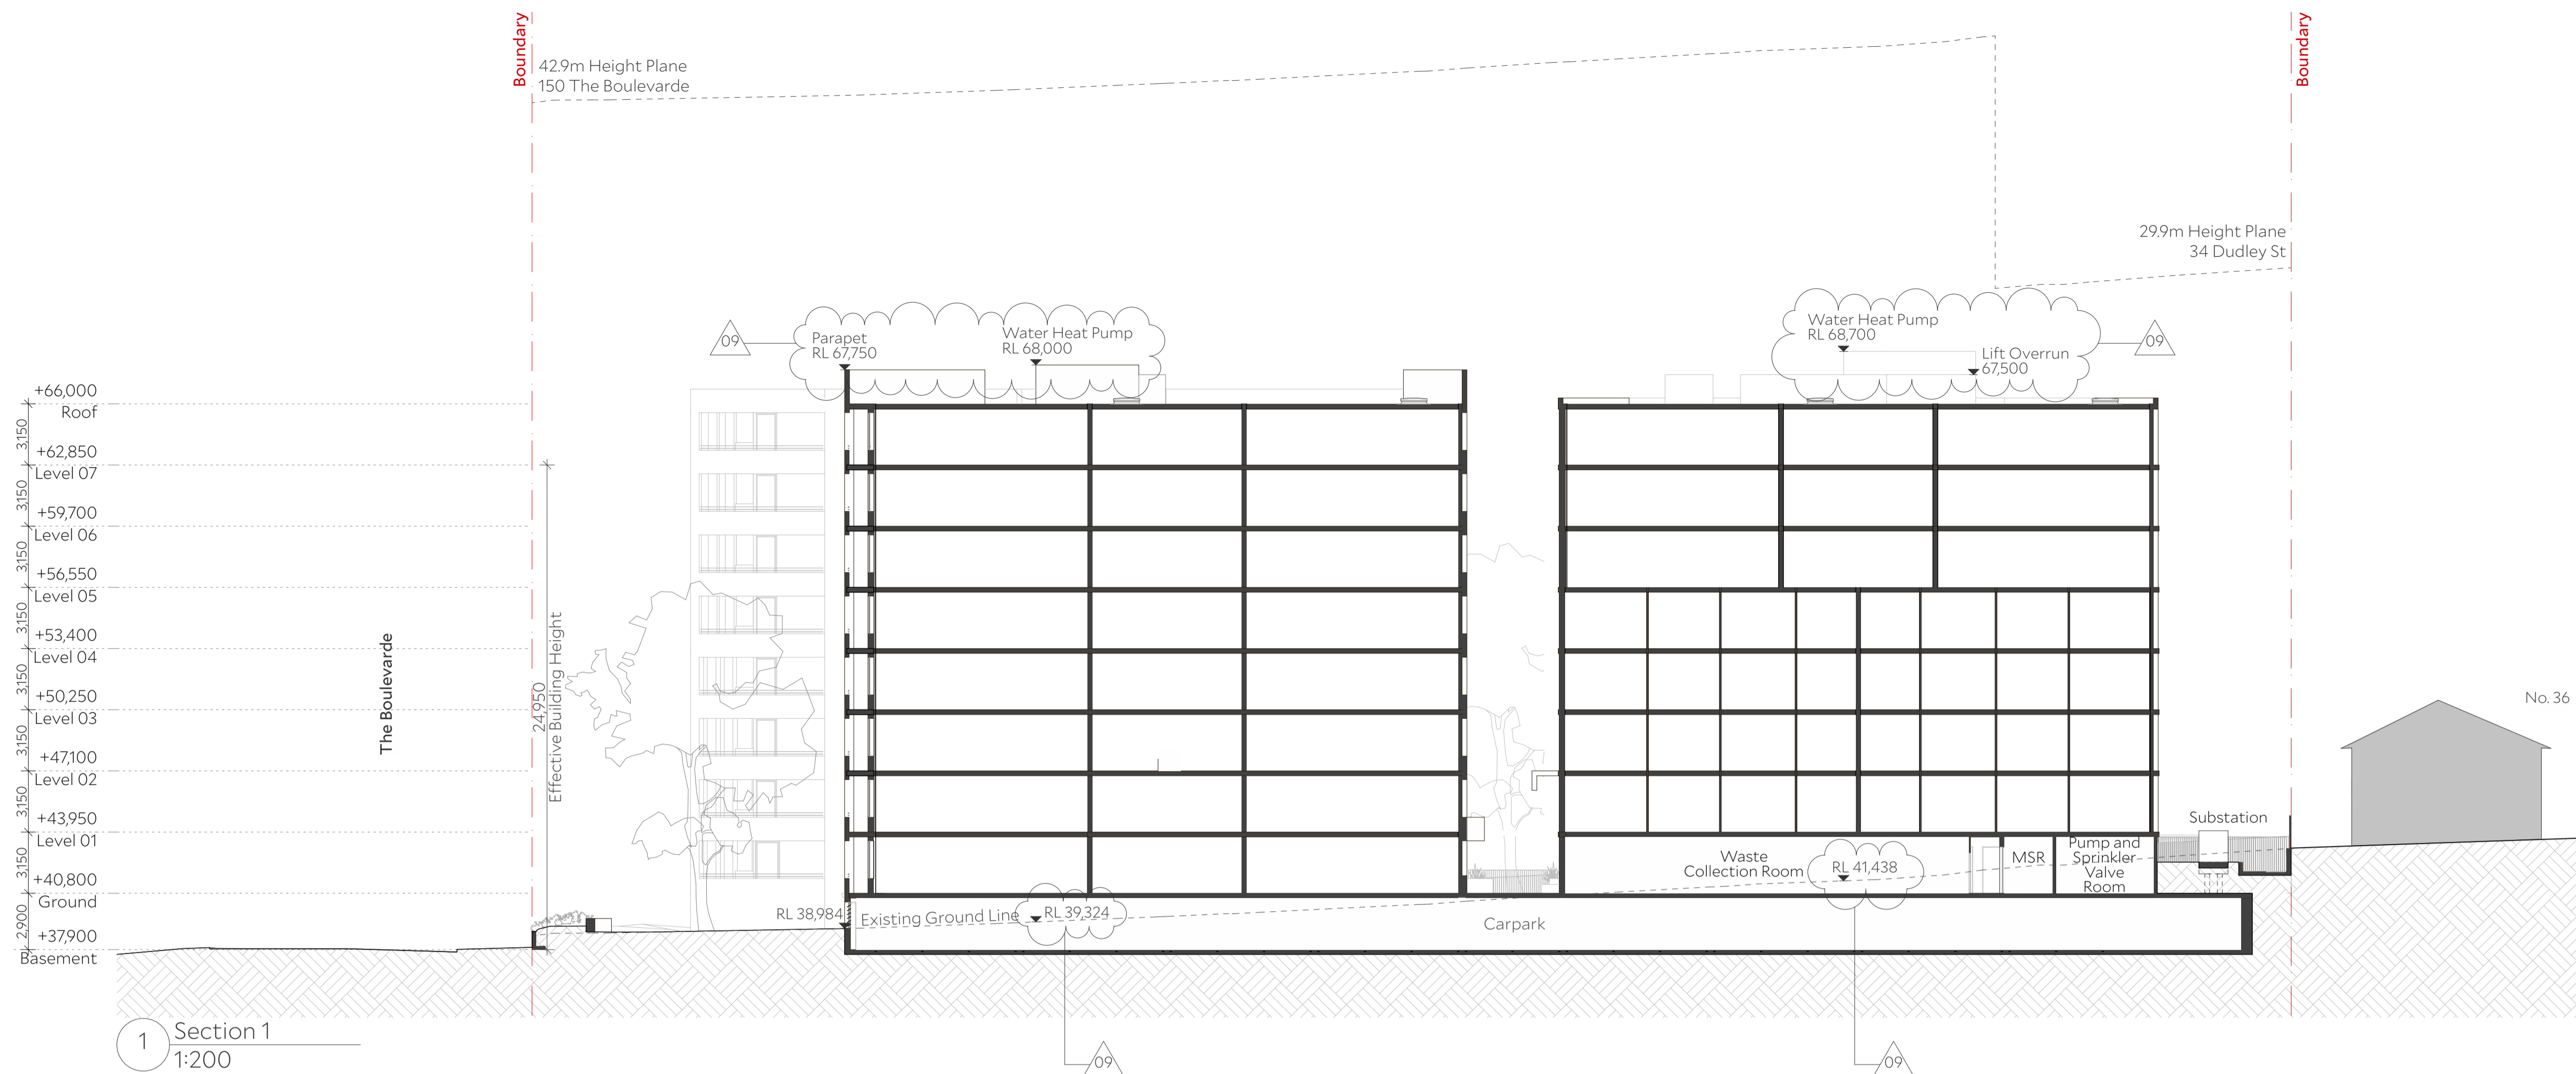 Boundary
42.9m Height Plane
150 The Boulevarde
Boundary
29.9m Height Plane
34 Dudley St
09
Parapet
RL 67,750
Water Heat Pump
RL 68,000
Water Heat Pump
RL 68,700
Lift Overrun
67,500
09
+66,000
Roof
3,150
+62,850
Level 07
3,150
+59,700
Level 06
3,150
+56,550
Level 05
3,150
+53,400
Level 04
3,150
+50,250
Level 03
3,150
+47,100
Level 02
3,150
+43,950
Level 01
3,150
+40,800
Ground
2,900
+37,900
Basement
The Boulevarde
24,950
Effective Building Height
No. 36
Substation
Waste
Collection Room
RL 41,438
MSR
Pump and
Sprinkler
Valve
Room
RL 38,984
Existing Ground Line
RL 39,324
Carpark
1
Section 1
1:200
09
09